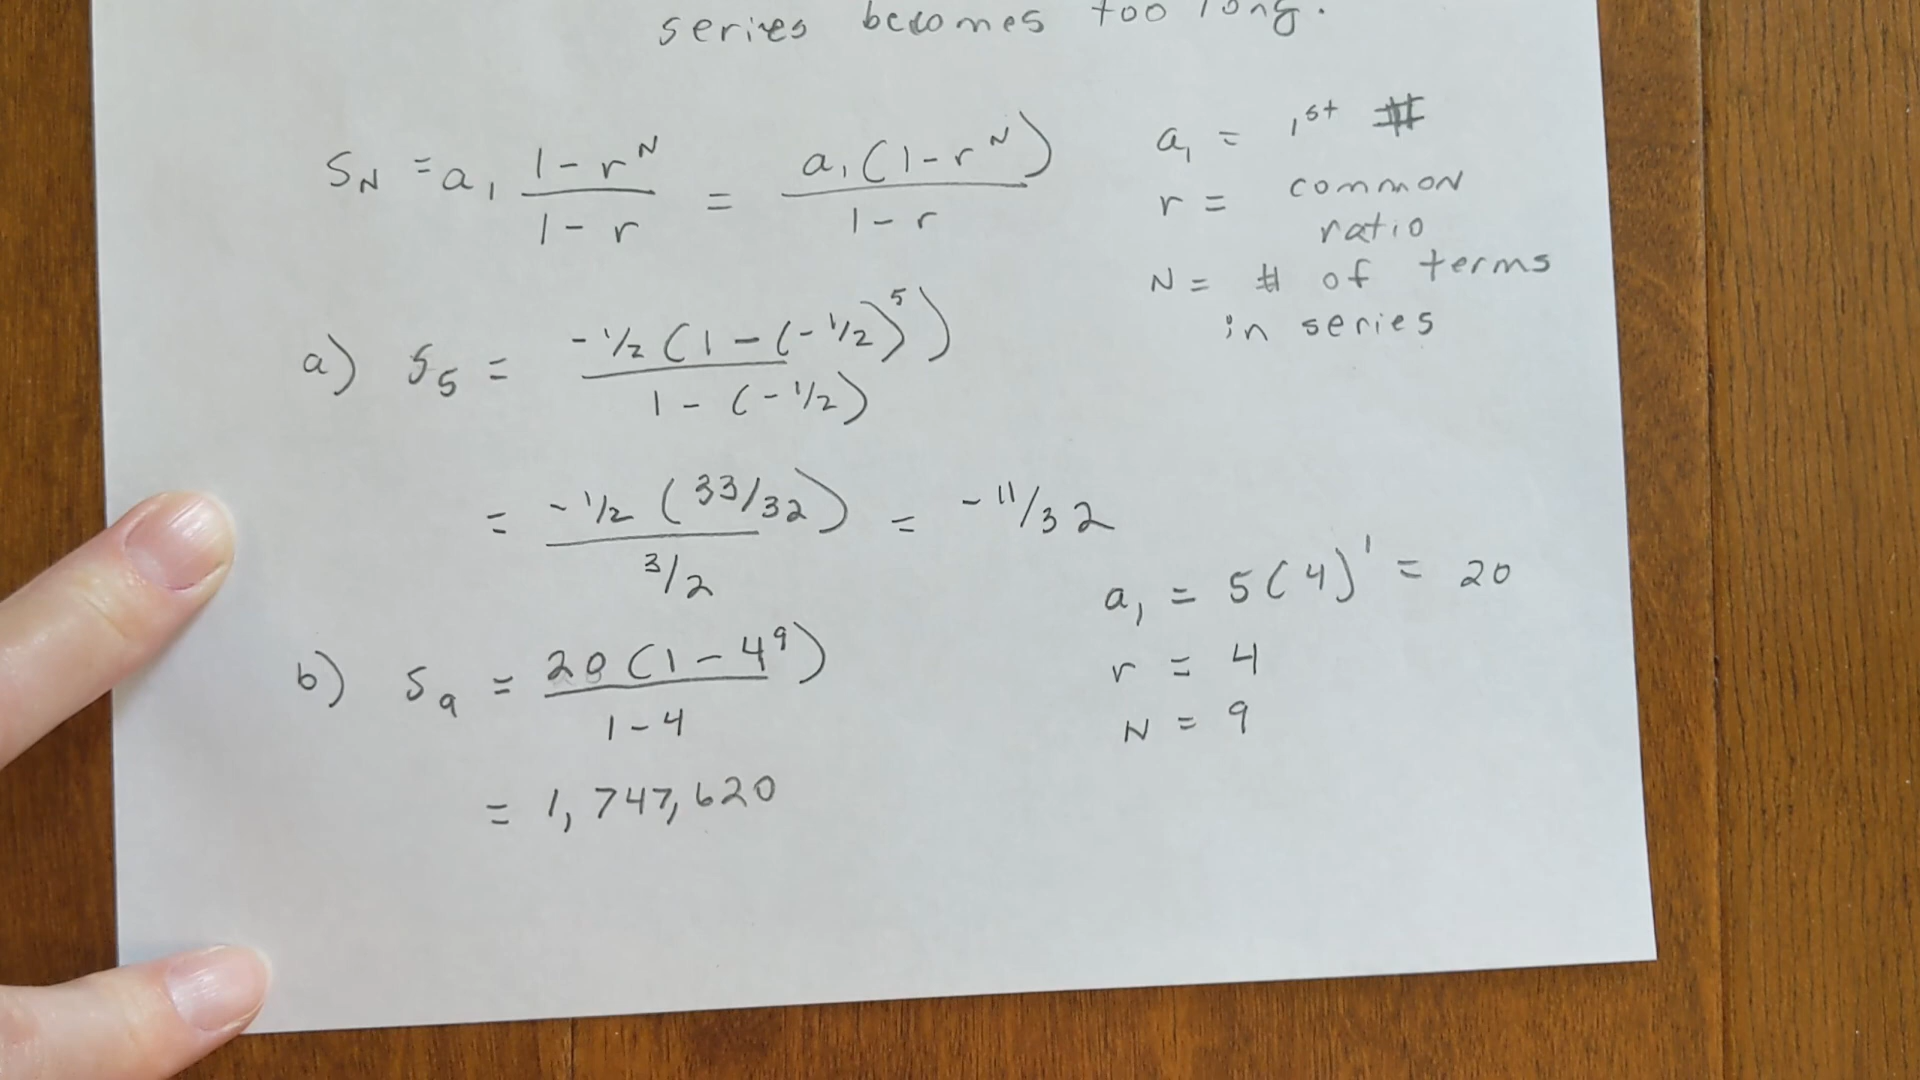 series becomes too long.
S_N = a_1 (1 - r^N)/(1 - r) = a_1(1 - r^N)/(1 - r)
a_1 = 1st #
r = common ratio
N = # of terms
in series
a) S_5 = -1/2(1-(-1/2)^5)/(1-(-1/2))
= -1/2(33/32)/(3/2) = -11/32
b) S_9 = 20(1-4^9)/(1-4)
= 1,747,620
a_1 = 5(4)^1 = 20
r = 4
N = 9